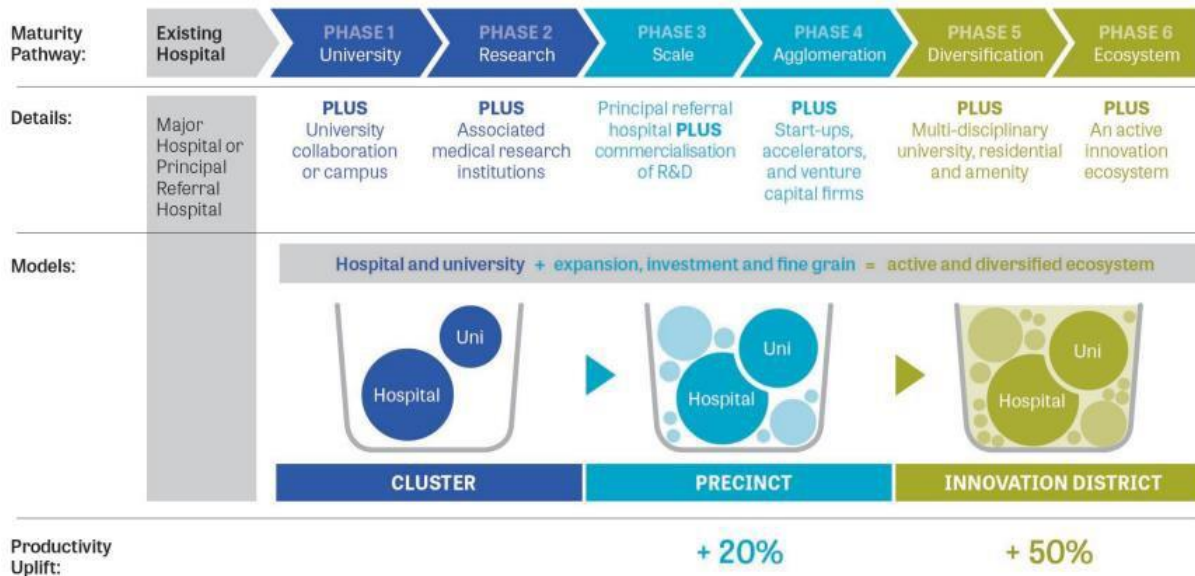 Maturity
Pathway:
Existing
Hospital
PHASE 1
University
PHASE 2
Research
PHASE 3
Scale
PHASE 4
Agglomeration
PHASE 5
Diversification
PHASE 6
Ecosystem
Details:
Major
Hospital or
Principal
Referral
Hospital
PLUS
University
collaboration
or campus
PLUS
Associated
medical research
institutions
Principal referral
hospital PLUS
commercialisation
of R&D
PLUS
Start-ups,
accelerators,
and venture
capital firms
PLUS
Multi-disciplinary
university, residential
and amenity
PLUS
An active
innovation
ecosystem
Models:
Hospital and university + expansion, investment and fine grain = active and diversified ecosystem
Uni
Hospital
Uni
Hospital
Uni
Hospital
CLUSTER
PRECINCT
INNOVATION DISTRICT
Productivity
Uplift:
+ 20%
+ 50%